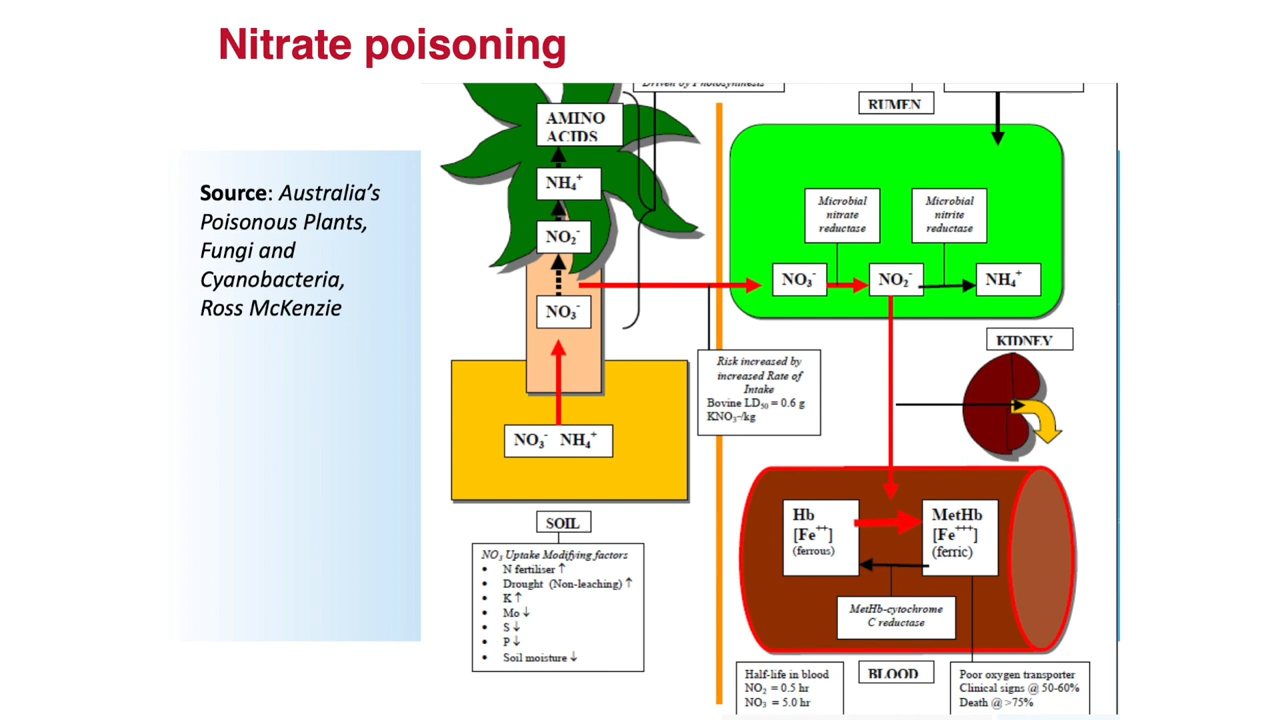 Nitrate poisoning
Source: Australia's
Poisonous Plants,
Fungi and
Cyanobacteria,
Ross McKenzie
Driven by Photosynthesis
AMINO
ACIDS
NH₄⁺
NO₂⁻
NO₃⁻
NO₃⁻ NH₄⁺
SOIL
NO₃ Uptake Modifying factors
• N fertiliser ↑
• Drought (Non-leaching) ↑
• K ↑
• Mo ↓
• S ↓
• P ↓
• Soil moisture ↓
Risk increased by
increased Rate of
Intake
Bovine LD₅₀ = 0.6 g
KNO₃⁻/kg
RUMEN
Microbial
nitrate
reductase
Microbial
nitrite
reductase
NO₃⁻
NO₂⁻
NH₄⁺
KIDNEY
Hb
[Fe⁺⁺]
(ferrous)
MetHb
[Fe⁺⁺⁺]
(ferric)
MetHb-cytochrome
C reductase
BLOOD
Half-life in blood
NO₂ = 0.5 hr
NO₃ = 5.0 hr
Poor oxygen transporter
Clinical signs @ 50-60%
Death @ >75%